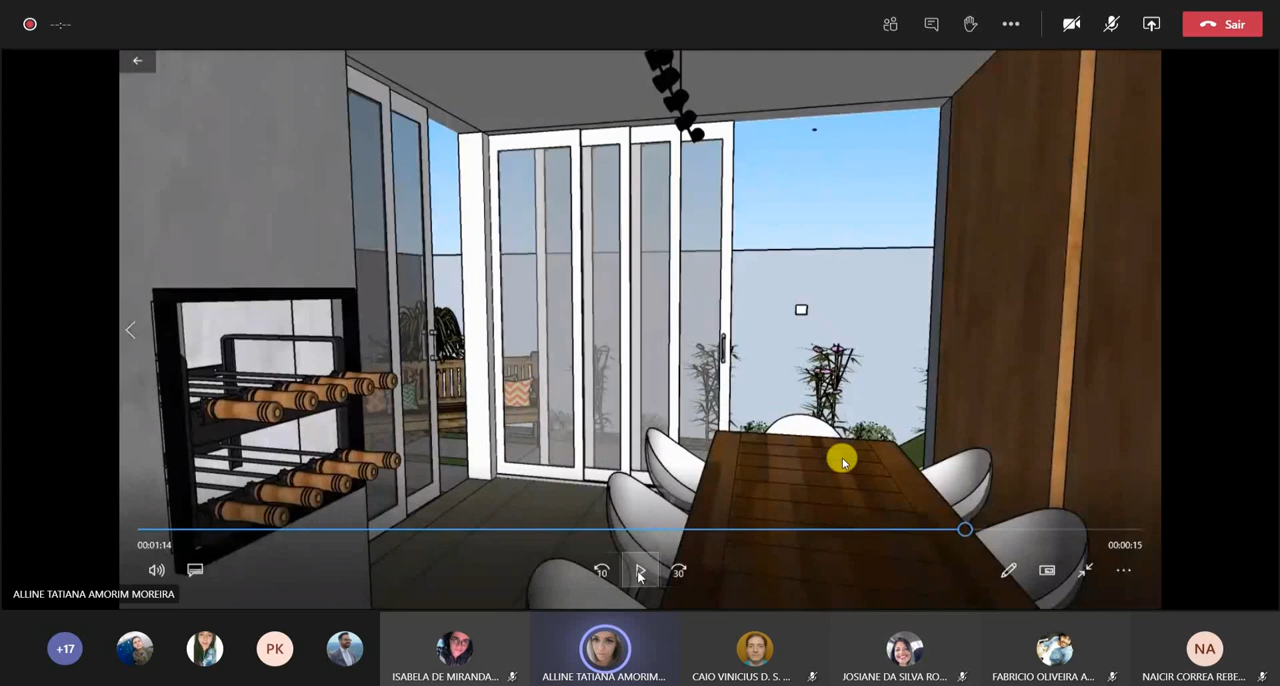 --:--
Sair
00:01:14
00:00:15
10
30
ALLINE TATIANA AMORIM MOREIRA
+17
PK
NA
ISABELA DE MIRANDA...
ALLINE TATIANA AMORIM...
CAIO VINICIUS D. S. ...
JOSIANE DA SILVA RO...
FABRICIO OLIVEIRA A...
NAICIR CORREA REBE...